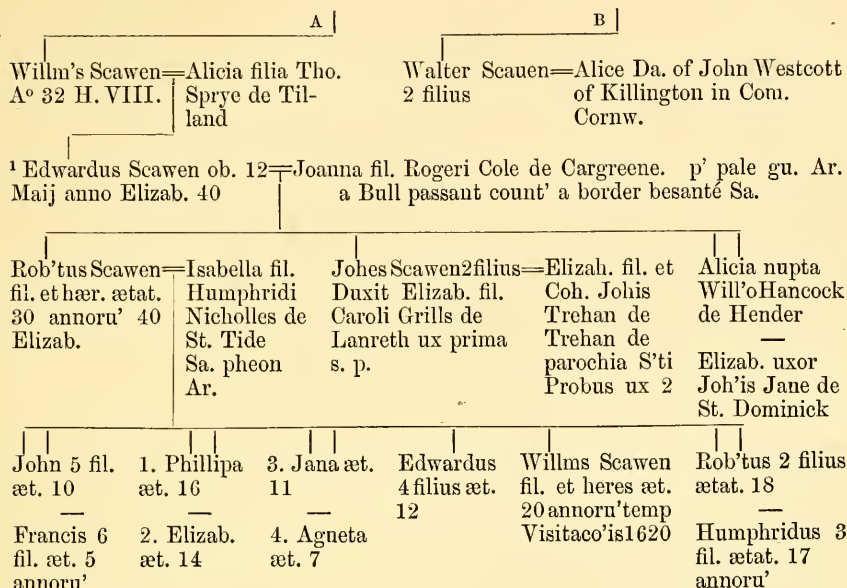 A
B
Willm's Scawen=Alicia filia Tho.
Aº 32 H. VIII. Sprye de Til-
land
Walter Scauen=Alice Da. of John Westcott
2 filius of Killington in Com.
Cornw.
¹ Edwardus Scawen ob. 12=Joanna fil. Rogeri Cole de Cargreene. p' pale gu. Ar.
Maij anno Elizab. 40 a Bull passant count' a border besanté Sa.
Rob'tus Scawen=Isabella fil.
fil. et hær. ætat. Humphridi
30 annoru' 40 Nicholles de
Elizab. St. Tide
Sa. pheon
Ar.
Johes Scawen 2 filius=Elizah. fil. et
Duxit Elizab. fil. Coh. Johis
Caroli Grills de Trehan de
Lanreth ux prima Trehan de
s. p. parochia S'ti
Probus ux 2
Alicia nupta
Will'o Hancock
de Hender
—
Elizab. uxor
Joh'is Jane de
St. Dominick
John 5 fil.
æt. 10
—
Francis 6
fil. æt. 5
annoru'
1. Phillipa
æt. 16
—
2. Elizab.
æt. 14
3. Jana æt.
11
—
4. Agneta
æt. 7
Edwardus
4 filius æt.
12
Willms Scawen
fil. et heres æt.
20 annoru' temp
Visitaco'is 1620
Rob'tus 2 filius
ætat. 18
—
Humphridus 3
fil. ætat. 17
annoru'